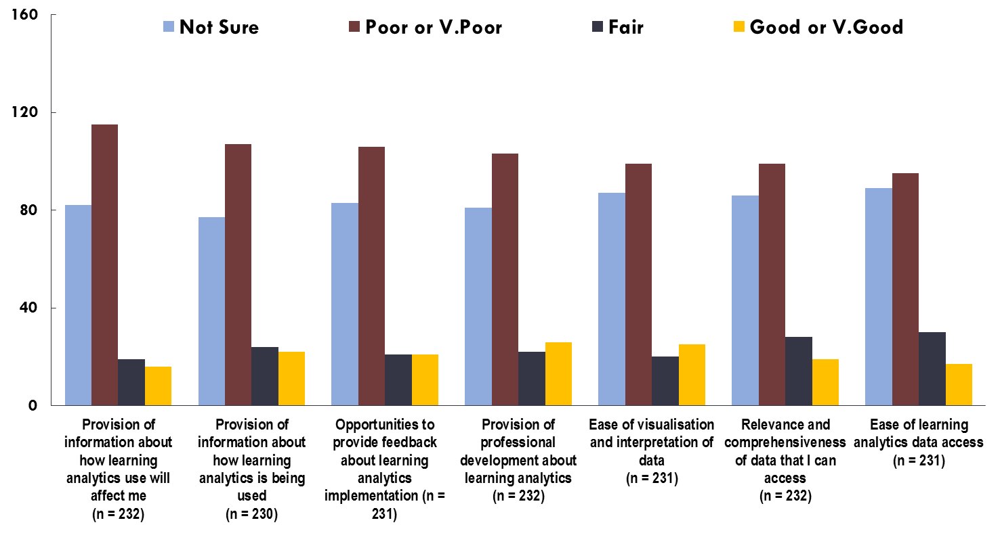 160
Not Sure
Poor or V.Poor
Fair
Good or V.Good
120
80
40
0
Provision of
information about
how learning
analytics use will
affect me
(n = 232)
Provision of
information about
how learning
analytics is being
used
(n = 230)
Opportunities to
provide feedback
about learning
analytics
implementation (n =
231)
Provision of
professional
development about
learning analytics
(n = 232)
Ease of visualisation
and interpretation of
data
(n = 231)
Relevance and
comprehensiveness
of data that I can
access
(n = 232)
Ease of learning
analytics data access
(n = 231)